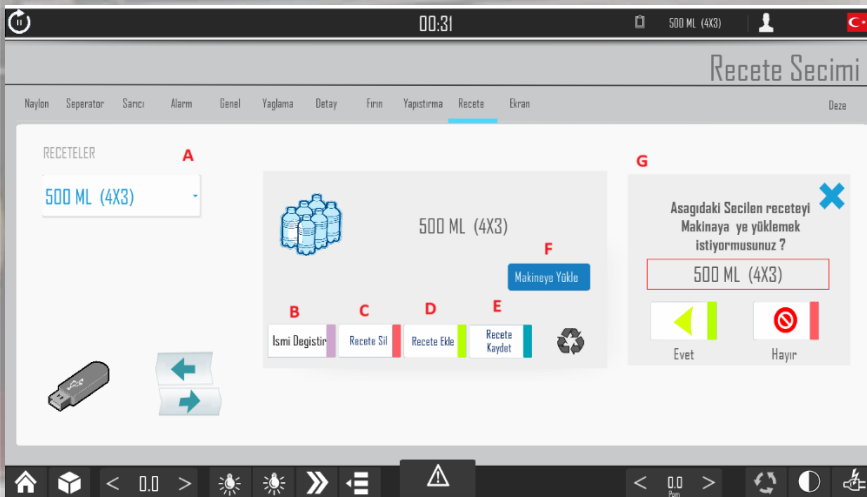 00:31
500 ML (4X3)
Recete Secimi
Naylon Seperator Sarıcı Alarm Genel Yaglama Detay Fırın Yapıstırma Recete Ekran Deze
RECETELER
A
500 ML (4X3)
500 ML (4X3)
F
Makineye Yükle
B C D E
Ismi Degistir Recete Sil Recete Ekle Recete
Kaydet
G
Asagıdaki Secilen receteyi
Makinaya ye yüklemek
istiyormusunuz ?
500 ML (4X3)
Evet Hayır
< 0.0 >
< 0.0 >
Ppm